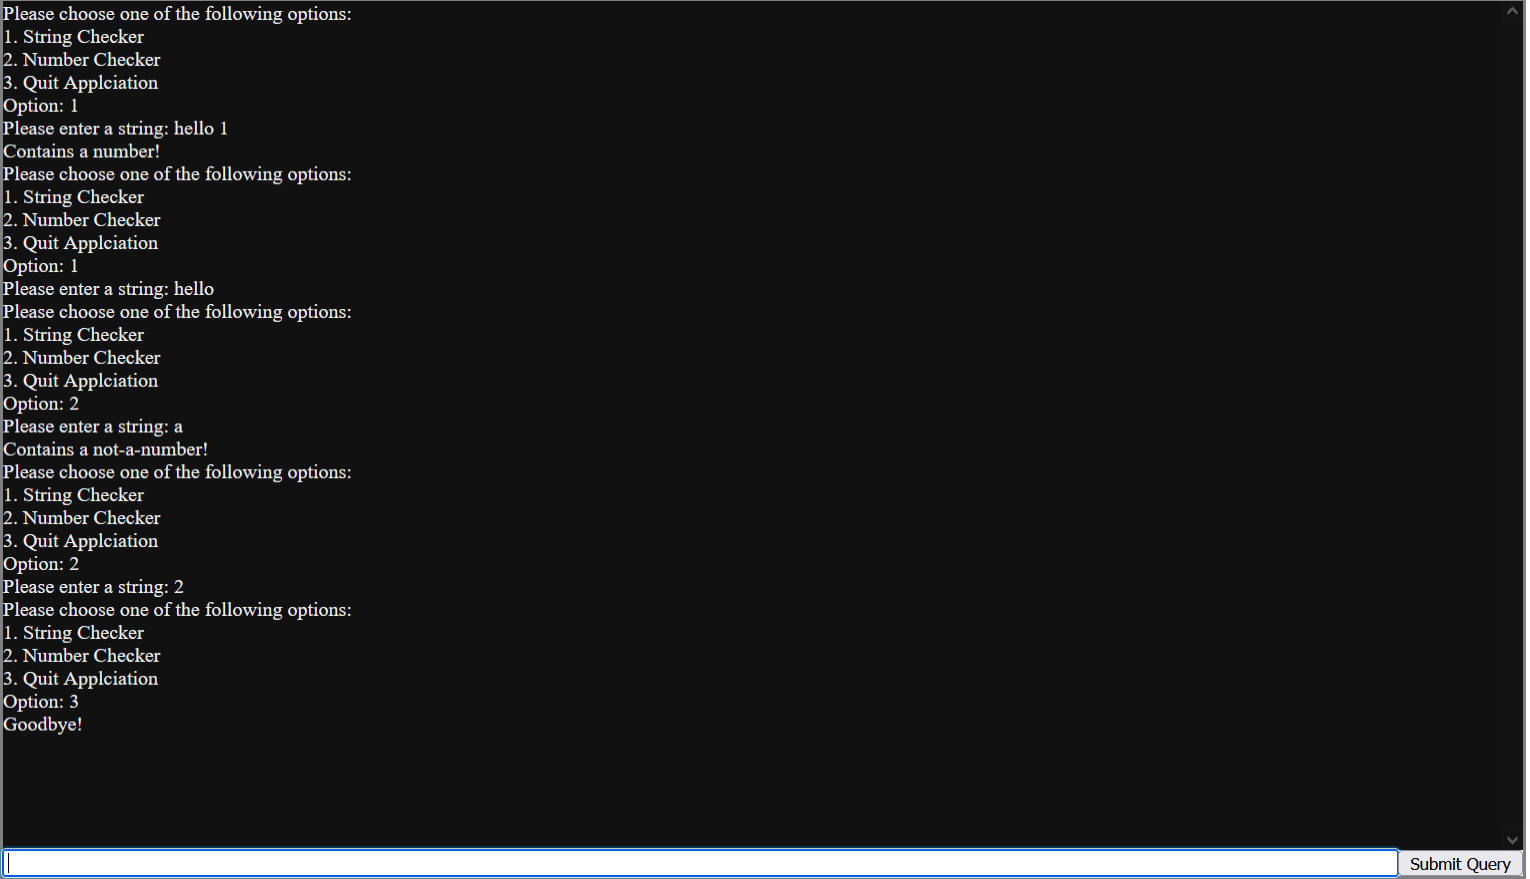 Please choose one of the following options:
1. String Checker
2. Number Checker
3. Quit Applciation
Option: 1
Please enter a string: hello 1
Contains a number!
Please choose one of the following options:
1. String Checker
2. Number Checker
3. Quit Applciation
Option: 1
Please enter a string: hello
Please choose one of the following options:
1. String Checker
2. Number Checker
3. Quit Applciation
Option: 2
Please enter a string: a
Contains a not-a-number!
Please choose one of the following options:
1. String Checker
2. Number Checker
3. Quit Applciation
Option: 2
Please enter a string: 2
Please choose one of the following options:
1. String Checker
2. Number Checker
3. Quit Applciation
Option: 3
Goodbye!
Submit Query